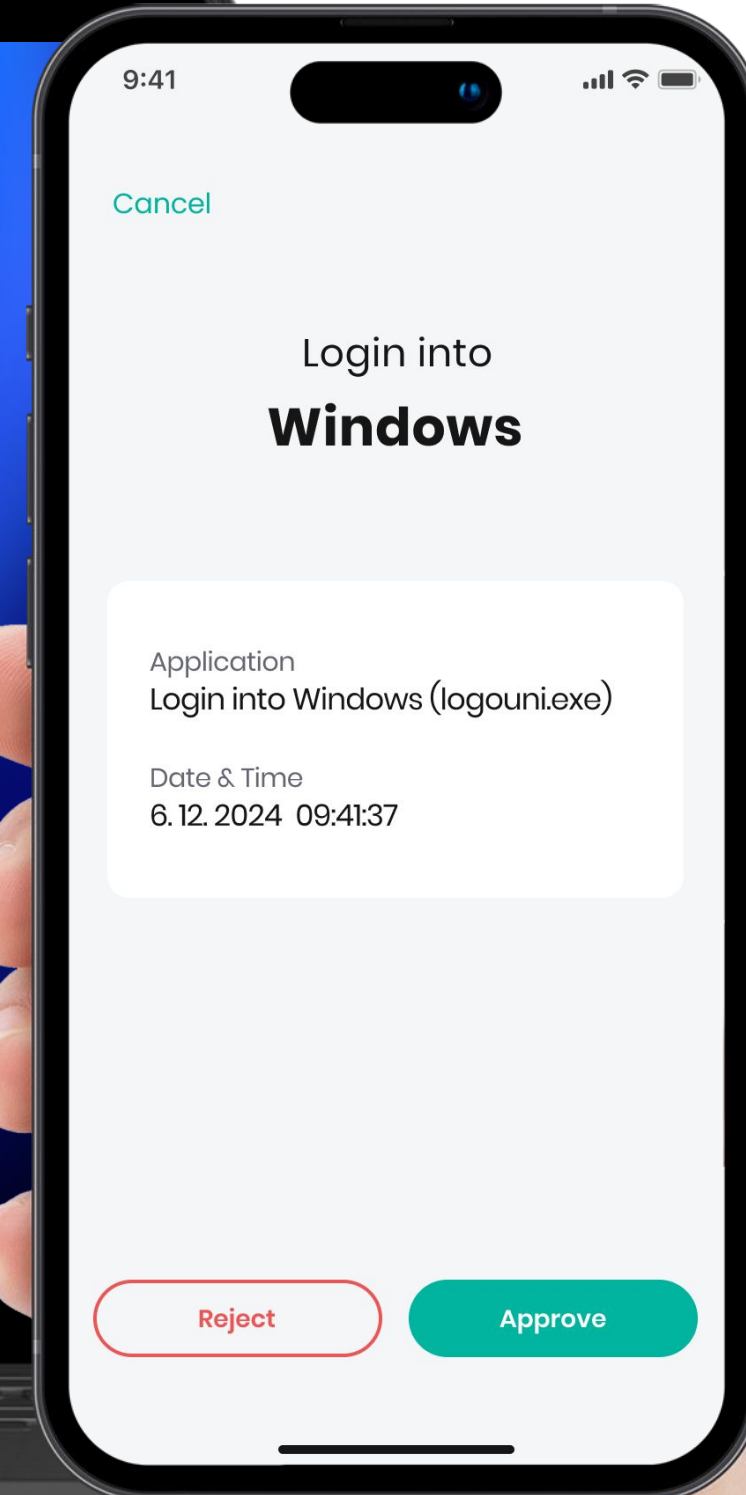 9:41
Cancel
Login into
Windows
Application
Login into Windows (logouni.exe)
Date & Time
6. 12. 2024 09:41:37
Reject
Approve